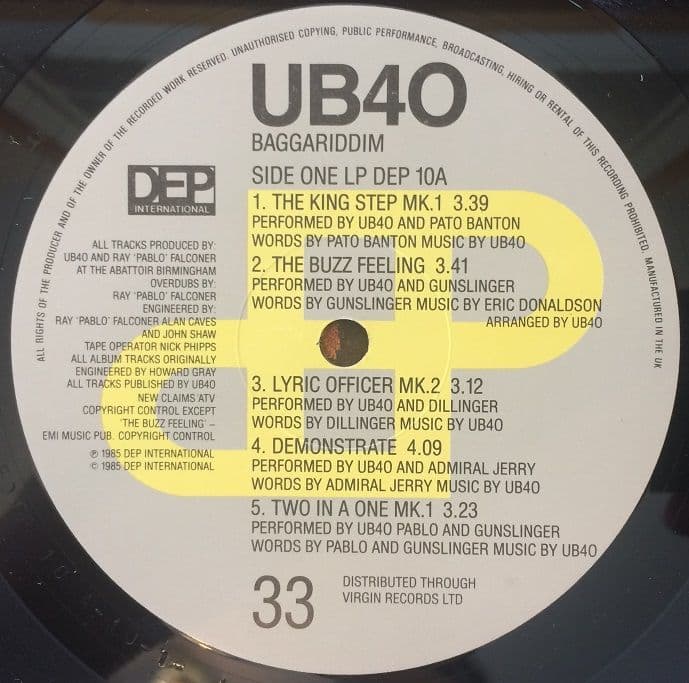 ALL RIGHTS OF THE PRODUCER AND OF THE OWNER OF THE RECORDED WORK RESERVED. UNAUTHORISED COPYING, PUBLIC PERFORMANCE, BROADCASTING, HIRING OR RENTAL OF THIS RECORDING PROHIBITED. MANUFACTURED IN THE UK
UB40
BAGGARIDDIM
SIDE ONE LP DEP 10A
DEP
INTERNATIONAL
1. THE KING STEP MK.1 3.39
PERFORMED BY UB40 AND PATO BANTON
WORDS BY PATO BANTON MUSIC BY UB40
2. THE BUZZ FEELING 3.41
PERFORMED BY UB40 AND GUNSLINGER
WORDS BY GUNSLINGER MUSIC BY ERIC DONALDSON
ARRANGED BY UB40
3. LYRIC OFFICER MK.2 3.12
PERFORMED BY UB40 AND DILLINGER
WORDS BY DILLINGER MUSIC BY UB40
4. DEMONSTRATE 4.09
PERFORMED BY UB40 AND ADMIRAL JERRY
WORDS BY ADMIRAL JERRY MUSIC BY UB40
5. TWO IN A ONE MK.1 3.23
PERFORMED BY UB40 PABLO AND GUNSLINGER
WORDS BY PABLO AND GUNSLINGER MUSIC BY UB40
ALL TRACKS PRODUCED BY:
UB40 AND RAY 'PABLO' FALCONER
AT THE ABATTOIR BIRMINGHAM
OVERDUBS BY:
RAY 'PABLO' FALCONER
ENGINEERED BY:
RAY 'PABLO' FALCONER ALAN CAVES
AND JOHN SHAW
TAPE OPERATOR NICK PHIPPS
ALL ALBUM TRACKS ORIGINALLY
ENGINEERED BY HOWARD GRAY
ALL TRACKS PUBLISHED BY UB40
NEW CLAIMS ATV
COPYRIGHT CONTROL EXCEPT
'THE BUZZ FEELING' –
EMI MUSIC PUB. COPYRIGHT CONTROL
℗ 1985 DEP INTERNATIONAL
© 1985 DEP INTERNATIONAL
33
DISTRIBUTED THROUGH
VIRGIN RECORDS LTD